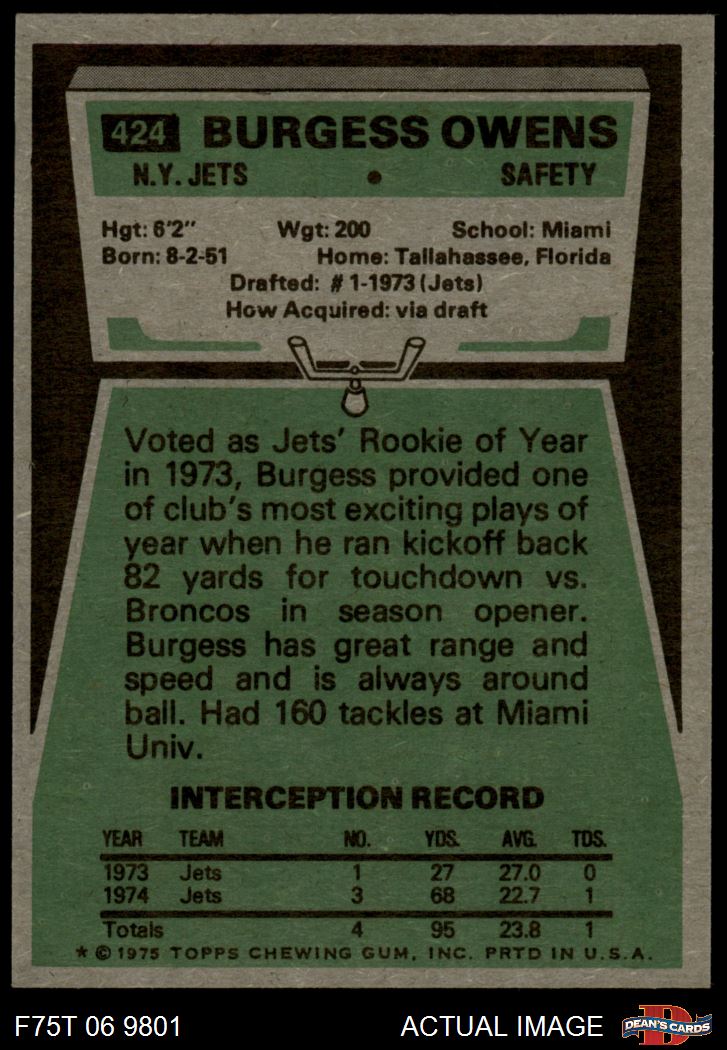 424 BURGESS OWENS
N.Y. JETS • SAFETY
Hgt: 6'2" Wgt: 200 School: Miami
Born: 8-2-51 Home: Tallahassee, Florida
Drafted: # 1-1973 (Jets)
How Acquired: via draft
Voted as Jets' Rookie of Year
in 1973, Burgess provided one
of club's most exciting plays of
year when he ran kickoff back
82 yards for touchdown vs.
Broncos in season opener.
Burgess has great range and
speed and is always around
ball. Had 160 tackles at Miami
Univ.
INTERCEPTION RECORD
YEAR TEAM NO. YDS. AVG. TDS.
1973 Jets 1 27 27.0 0
1974 Jets 3 68 22.7 1
Totals 4 95 23.8 1
* © 1975 TOPPS CHEWING GUM, INC. PRTD IN U.S.A.
F75T 06 9801 ACTUAL IMAGE D DEAN'S CARDS